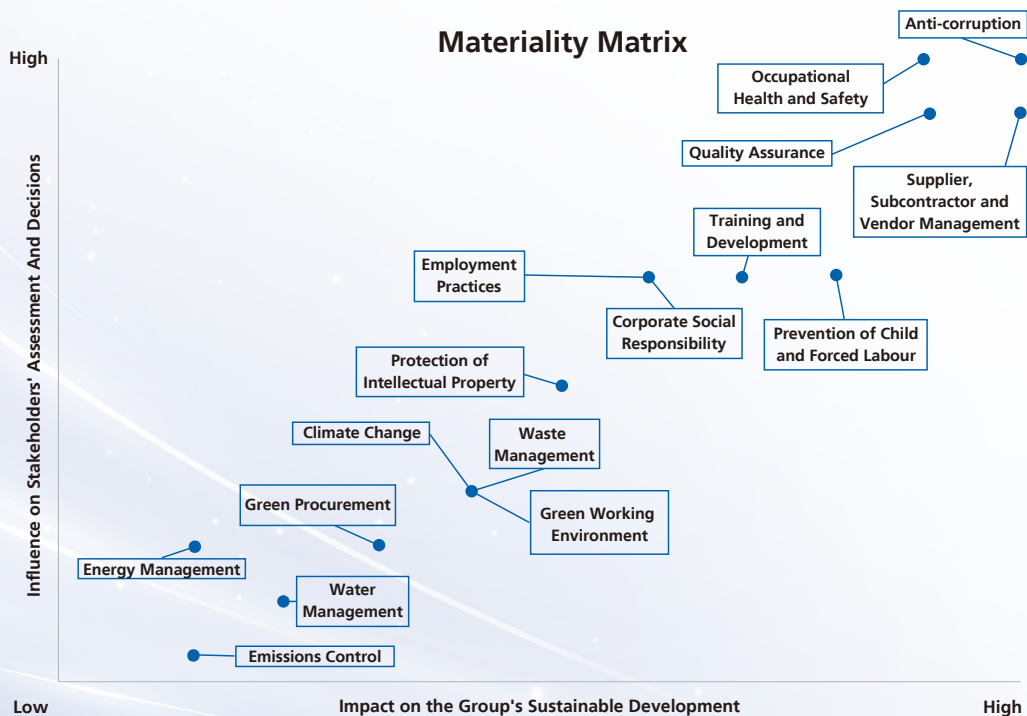 Materiality Matrix
High
Influence on Stakeholders' Assessment And Decisions
Anti-corruption
Occupational
Health and Safety
Quality Assurance
Supplier,
Subcontractor and
Vendor Management
Training and
Development
Employment
Practices
Corporate Social
Responsibility
Prevention of Child
and Forced Labour
Protection of
Intellectual Property
Climate Change
Waste
Management
Green Procurement
Green Working
Environment
Energy Management
Water
Management
Emissions Control
Low
Impact on the Group's Sustainable Development
High